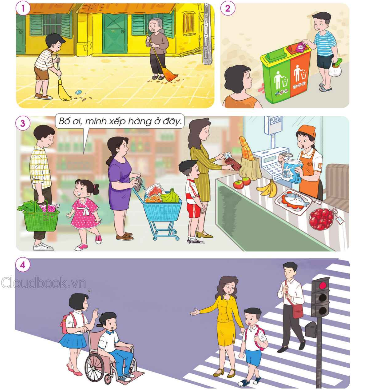 1
2
3
Bố ơi, mình xếp hàng ở đây.
4
Cloudbook.vn